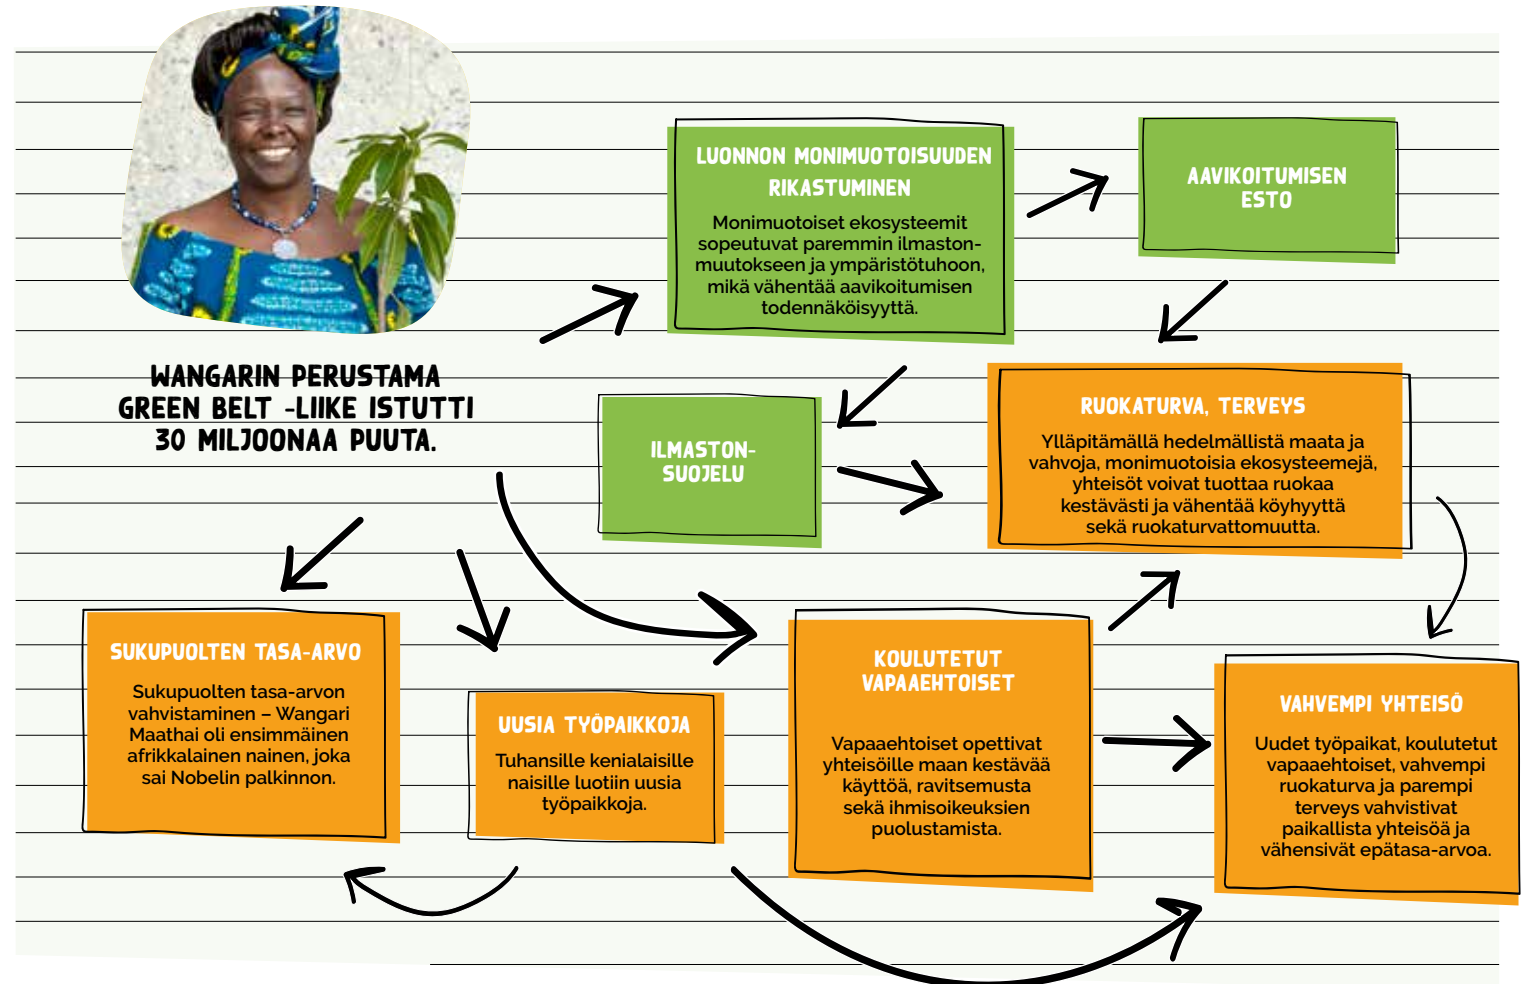 WANGARIN PERUSTAMA
GREEN BELT -LIIKE ISTUTTI
30 MILJOONAA PUUTA.
LUONNON MONIMUOTOISUUDEN
RIKASTUMINEN
Monimuotoiset ekosysteemit
sopeutuvat paremmin ilmaston-
muutokseen ja ympäristötuhoon,
mikä vähentää aavikoitumisen
todennäköisyyttä.
AAVIKOITUMISEN
ESTO
ILMASTON-
SUOJELU
RUOKATURVA, TERVEYS
Ylläpitämällä hedelmällistä maata ja
vahvoja, monimuotoisia ekosysteemejä,
yhteisöt voivat tuottaa ruokaa
kestävästi ja vähentää köyhyyttä
sekä ruokaturvattomuutta.
SUKUPUOLTEN TASA-ARVO
Sukupuolten tasa-arvon
vahvistaminen – Wangari
Maathai oli ensimmäinen
afrikkalainen nainen, joka
sai Nobelin palkinnon.
UUSIA TYÖPAIKKOJA
Tuhansille kenialaisille
naisille luotiin uusia
työpaikkoja.
KOULUTETUT
VAPAAEHTOISET
Vapaaehtoiset opettivat
yhteisöille maan kestävää
käyttöä, ravitsemusta
sekä ihmisoikeuksien
puolustamista.
VAHVEMPI YHTEISÖ
Uudet työpaikat, koulutetut
vapaaehtoiset, vahvempi
ruokaturva ja parempi
terveys vahvistivat
paikallista yhteisöä ja
vähensivät epätasa-arvoa.